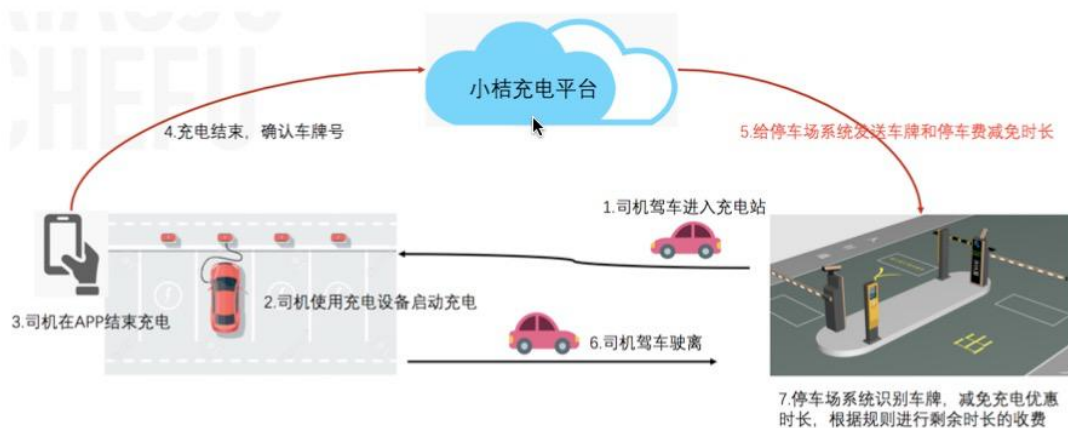 小桔充电平台
4.充电结束，确认车牌号
5.给停车场系统发送车牌和停车费减免时长
1.司机驾车进入充电站
2.司机使用充电设备启动充电
3.司机在APP结束充电
6.司机驾车驶离
出
7.停车场系统识别车牌，减免充电优惠
时长，根据规则进行剩余时长的收费